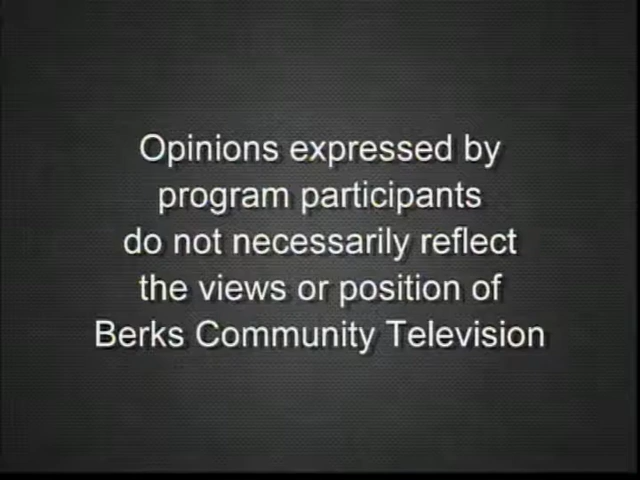 Opinions expressed by
program participants
do not necessarily reflect
the views or position of
Berks Community Television